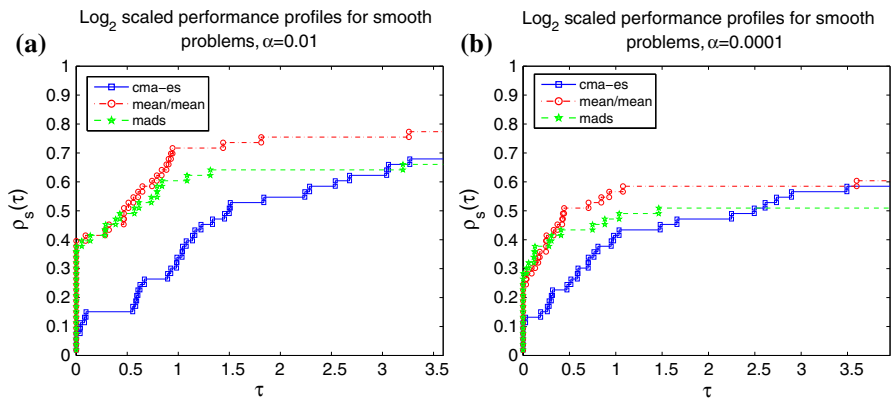 (a)
Log2 scaled performance profiles for smooth
problems, α=0.01
1
0.9
0.8
0.7
0.6
0.5
0.4
0.3
0.2
0.1
0
ρs(τ)
cma-es
mean/mean
mads
0 0.5 1 1.5 2 2.5 3 3.5
τ
(b)
Log2 scaled performance profiles for smooth
problems, α=0.0001
1
0.9
0.8
0.7
0.6
0.5
0.4
0.3
0.2
0.1
0
ρs(τ)
cma-es
mean/mean
mads
0 0.5 1 1.5 2 2.5 3 3.5
τ